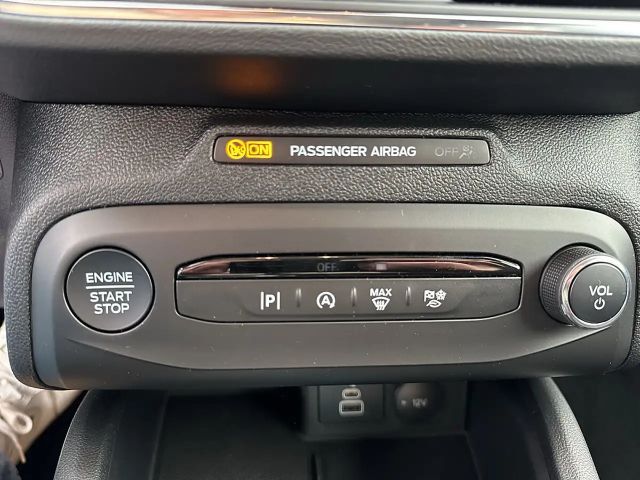 ON PASSENGER AIRBAG OFF
ENGINE
START
STOP
OFF
P A MAX
VOL
12V